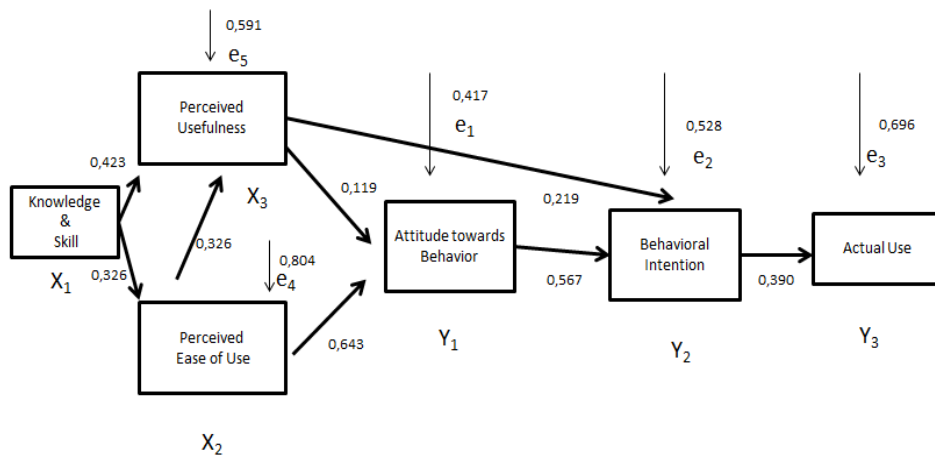 0,591
e5
Perceived
Usefulness
X3
0,423
Knowledge
&
Skill
X1
0,326
0,326
0,804
e4
Perceived
Ease of Use
X2
0,119
0,643
0,417
e1
Attitude towards
Behavior
Y1
0,219
0,567
0,528
e2
Behavioral
Intention
Y2
0,390
0,696
e3
Actual Use
Y3